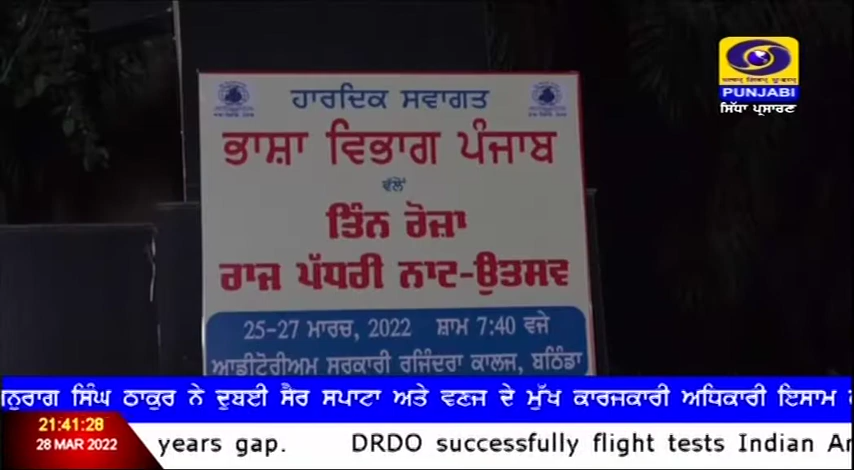 PUNJABI
ਸਿੱਧਾ ਪ੍ਰਸਾਰਣ
ਹਾਰਦਿਕ ਸਵਾਗਤ
ਭਾਸ਼ਾ ਵਿਭਾਗ ਪੰਜਾਬ
ਵੱਲੋਂ
ਤਿੰਨ ਰੋਜ਼ਾ
ਰਾਜ ਪੱਧਰੀ ਨਾਟ-ਉਤਸਵ
25-27 ਮਾਰਚ, 2022 ਸ਼ਾਮ 7:40 ਵਜੇ
ਆਡੀਟੋਰੀਅਮ ਸਰਕਾਰੀ ਰਜਿੰਦਰਾ ਕਾਲਜ, ਬਠਿੰਡਾ
ਨੁਰਾਗ ਸਿੰਘ ਠਾਕੁਰ ਨੇ ਦੁਬਈ ਸੈਰ ਸਪਾਟਾ ਅਤੇ ਵਣਜ ਦੇ ਮੁੱਖ ਕਾਰਜਕਾਰੀ ਅਧਿਕਾਰੀ ਇਸਾਮ
21:41:28
28 MAR 2022
years gap. DRDO successfully flight tests Indian Ar